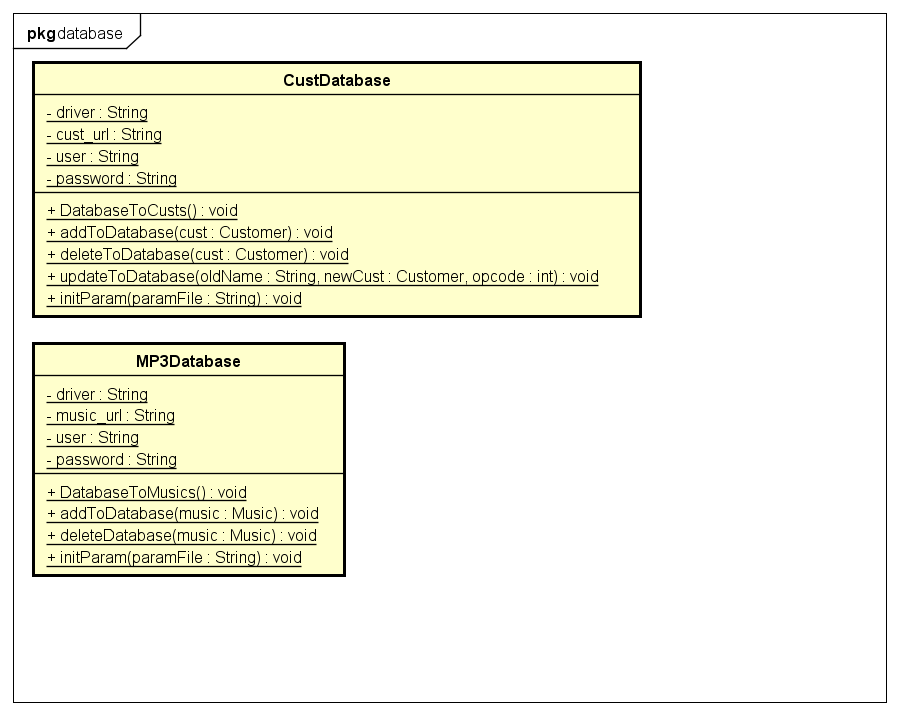 pkg database
CustDatabase
- driver : String
- cust_url : String
- user : String
- password : String
+ DatabaseToCusts() : void
+ addToDatabase(cust : Customer) : void
+ deleteToDatabase(cust : Customer) : void
+ updateToDatabase(oldName : String, newCust : Customer, opcode : int) : void
+ initParam(paramFile : String) : void
MP3Database
- driver : String
- music_url : String
- user : String
- password : String
+ DatabaseToMusics() : void
+ addToDatabase(music : Music) : void
+ deleteDatabase(music : Music) : void
+ initParam(paramFile : String) : void